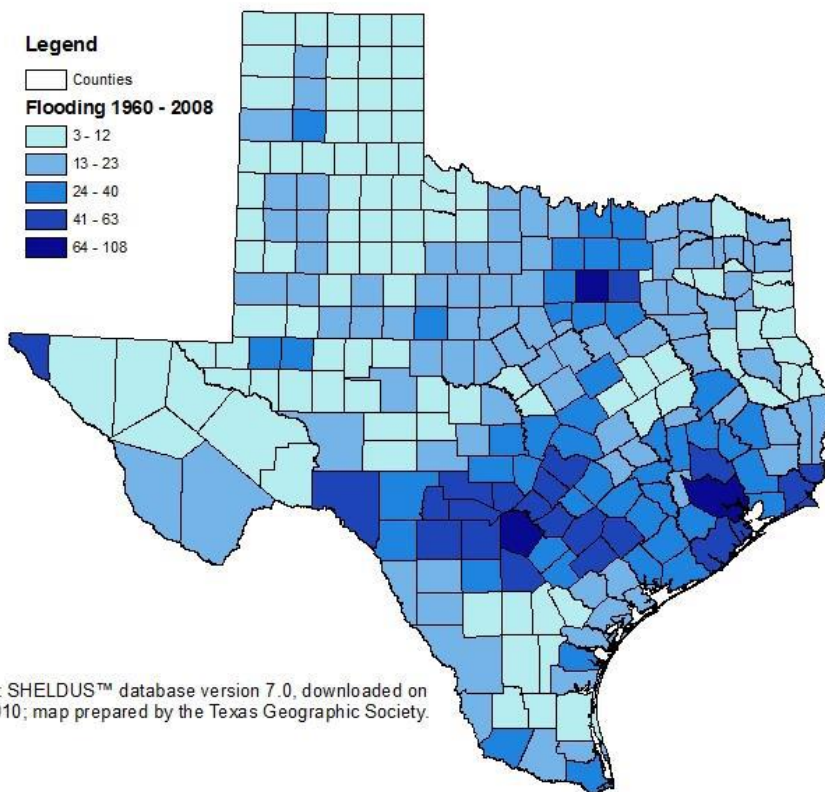 Legend
Counties
Flooding 1960 - 2008
3 - 12
13 - 23
24 - 40
41 - 63
64 - 108
: SHELDUS™ database version 7.0, downloaded on
10; map prepared by the Texas Geographic Society.